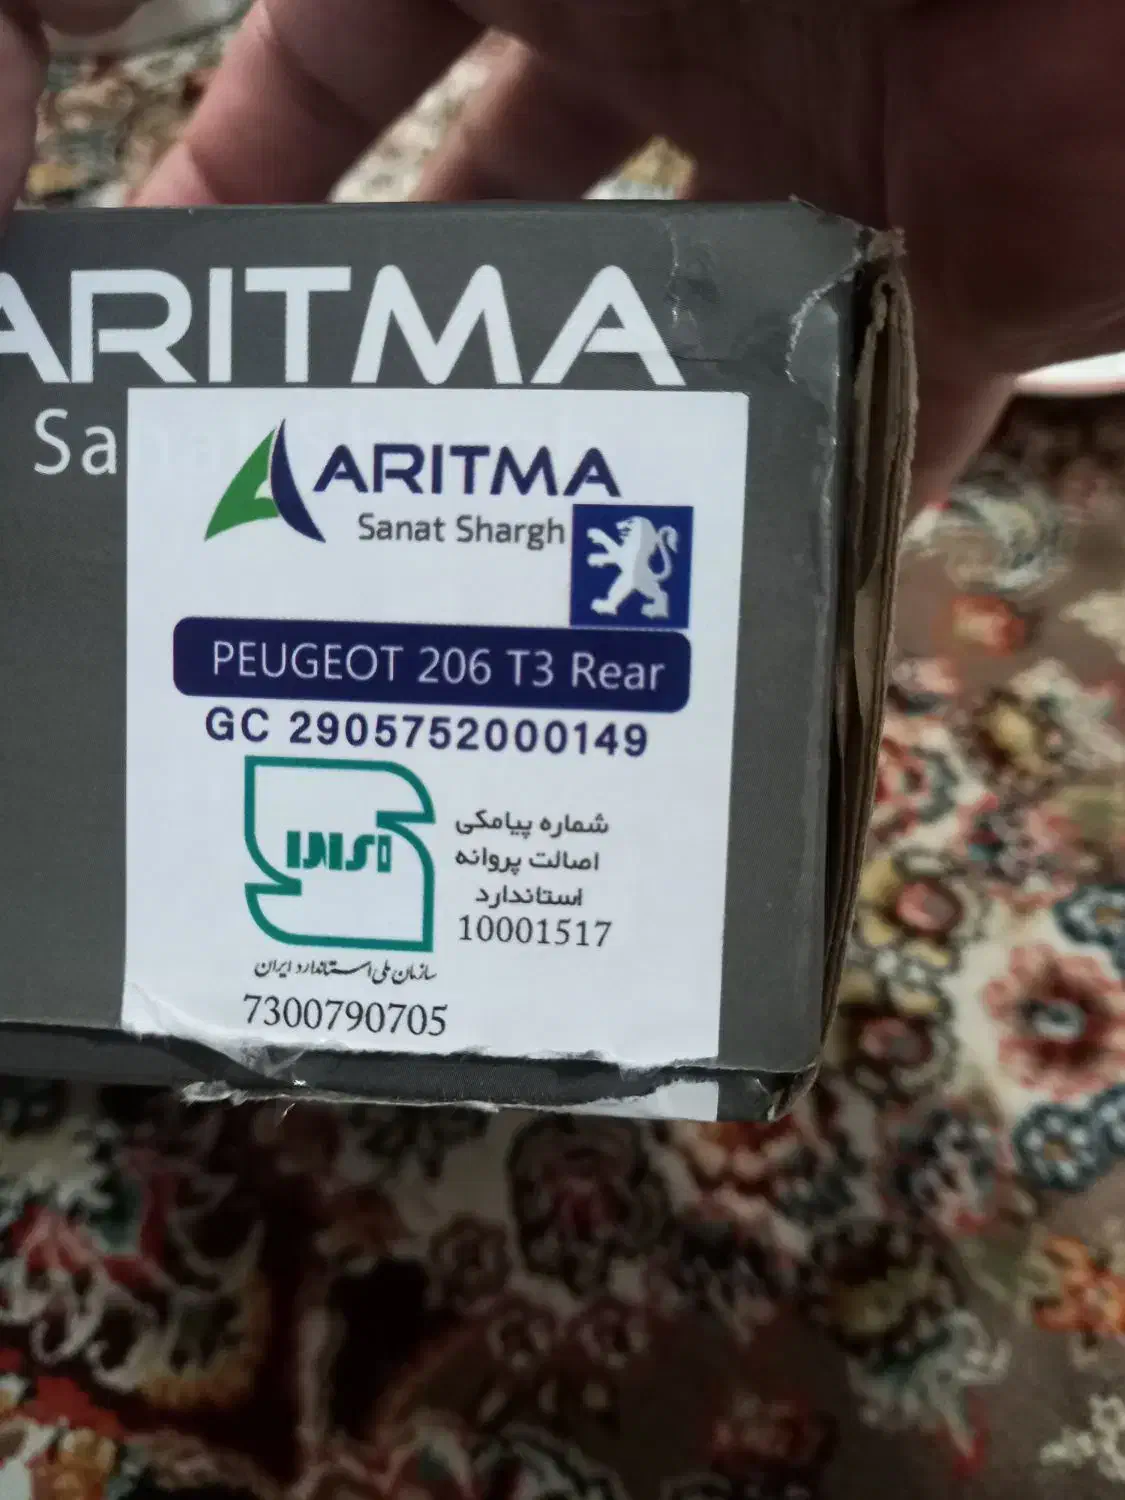 ARITMA
Sa
ARITMA
Sanat Shargh
PEUGEOT 206 T3 Rear
GC 2905752000149
شماره پیامکی
اصالت پروانه
استاندارد
10001517
سازمان ملی استاندارد ایران
7300790705